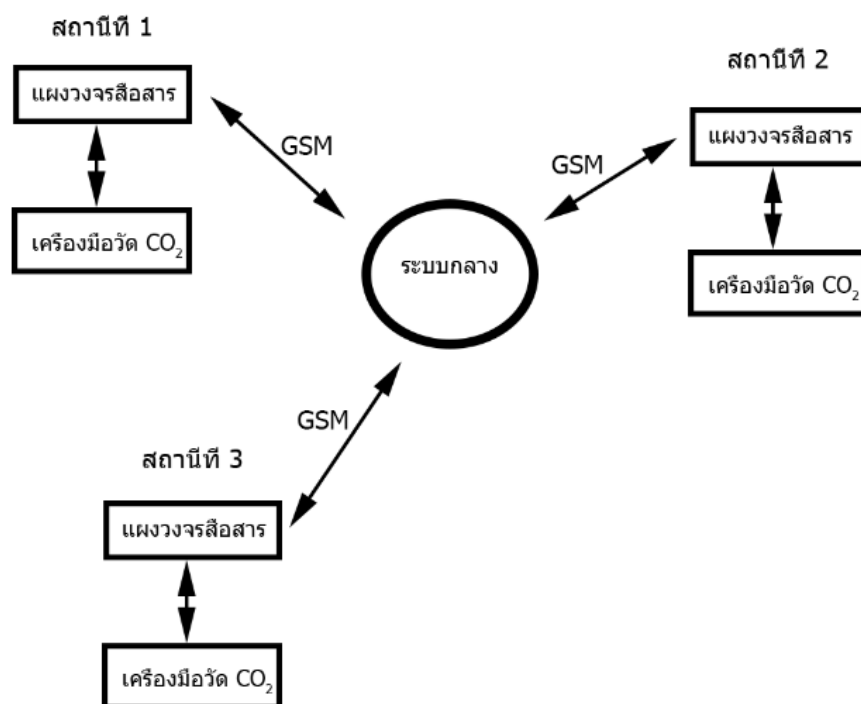 สถานีที่ 1
แผงวงจรสื่อสาร
GSM
เครื่องมือวัด CO₂
สถานีที่ 2
แผงวงจรสื่อสาร
GSM
เครื่องมือวัด CO₂
ระบบกลาง
GSM
สถานีที่ 3
แผงวงจรสื่อสาร
เครื่องมือวัด CO₂